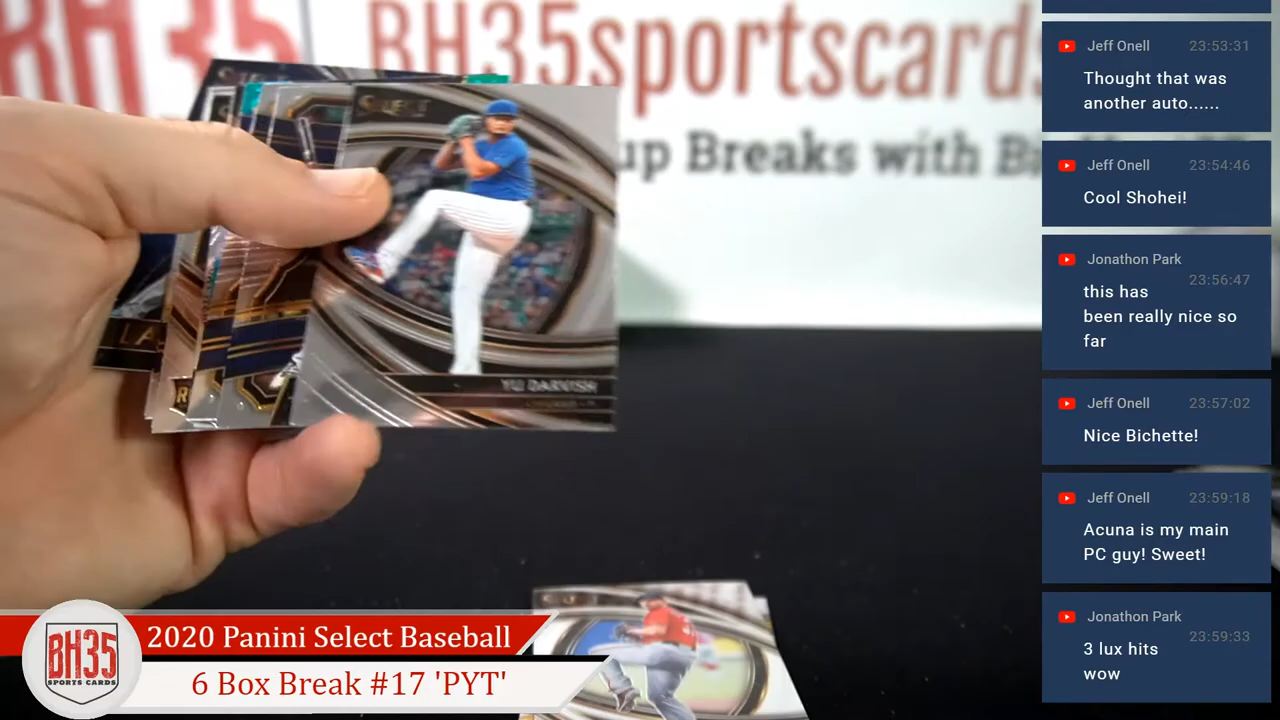 BH35sportscards
up Breaks with
SELECT
YU DARVISH
LA
R
Jeff Onell 23:53:31
Thought that was
another auto......
Jeff Onell 23:54:46
Cool Shohei!
Jonathon Park
23:56:47
this has
been really nice so
far
Jeff Onell 23:57:02
Nice Bichette!
Jeff Onell 23:59:18
Acuna is my main
PC guy! Sweet!
Jonathon Park
23:59:33
3 lux hits
wow
BH35
SPORTS CARDS
2020 Panini Select Baseball
6 Box Break #17 'PYT'